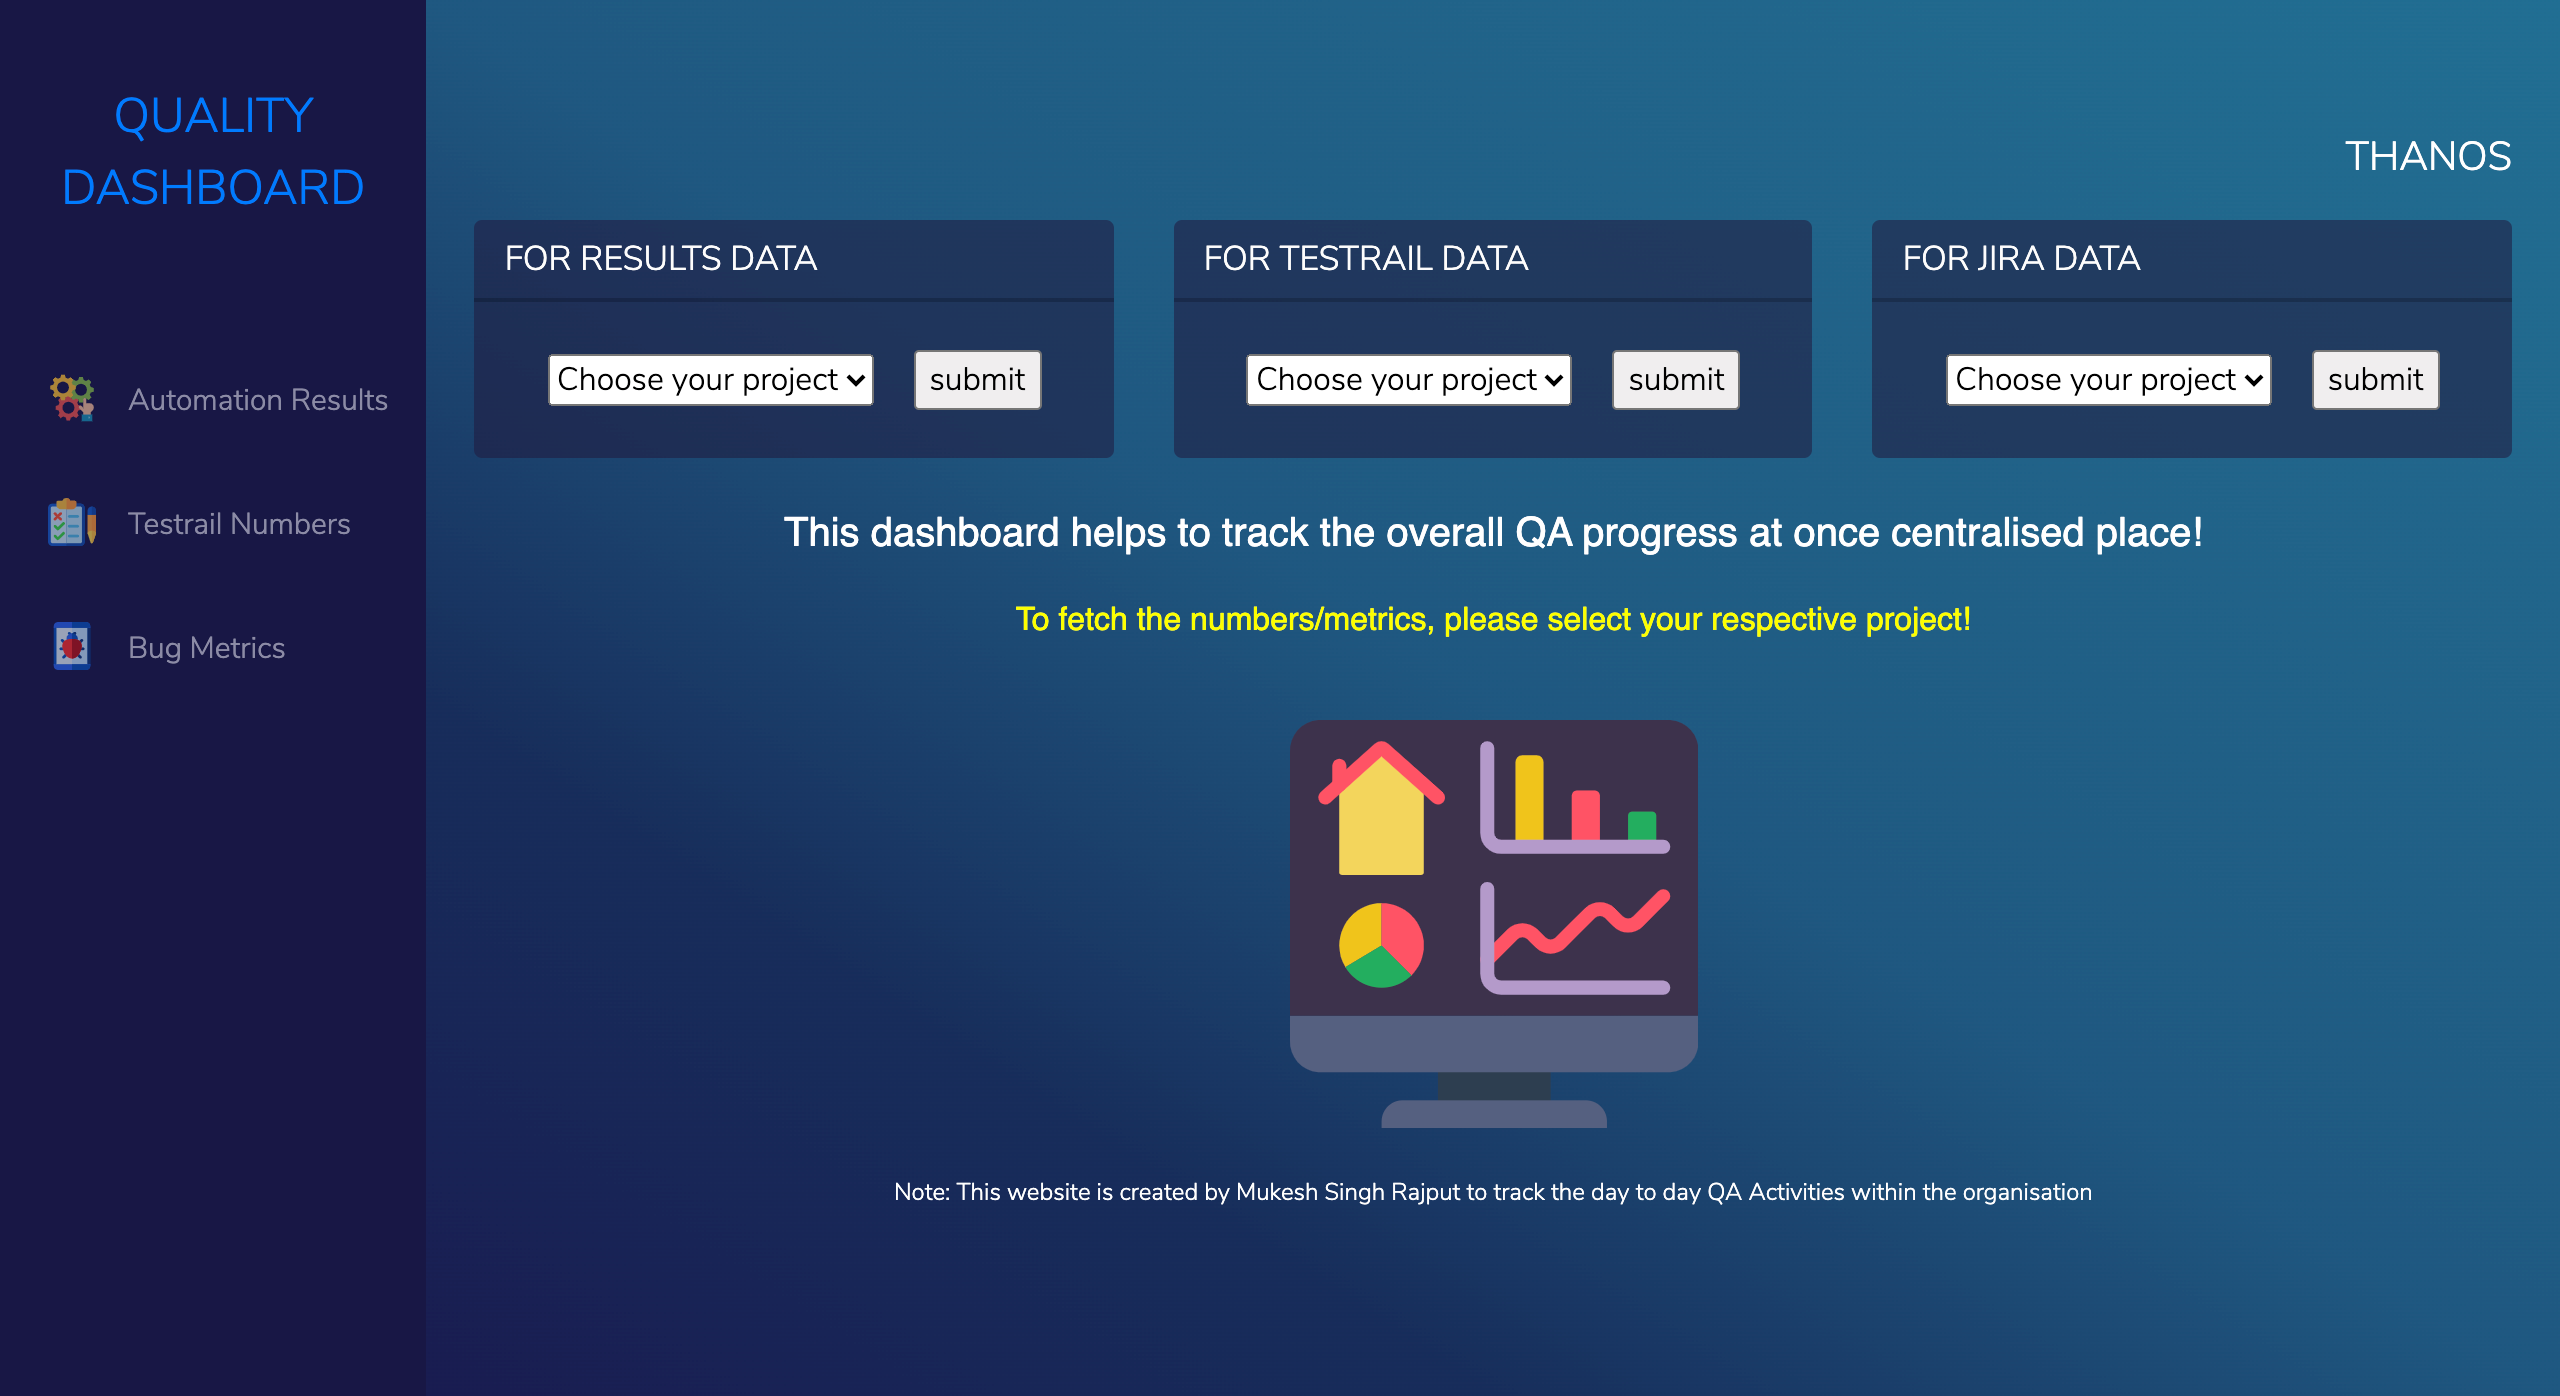 QUALITY
DASHBOARD
Automation Results
Testrail Numbers
Bug Metrics
THANOS
FOR RESULTS DATA
Choose your project
submit
FOR TESTRAIL DATA
Choose your project
submit
FOR JIRA DATA
Choose your project
submit
This dashboard helps to track the overall QA progress at once centralised place!
To fetch the numbers/metrics, please select your respective project!
Note: This website is created by Mukesh Singh Rajput to track the day to day QA Activities within the organisation